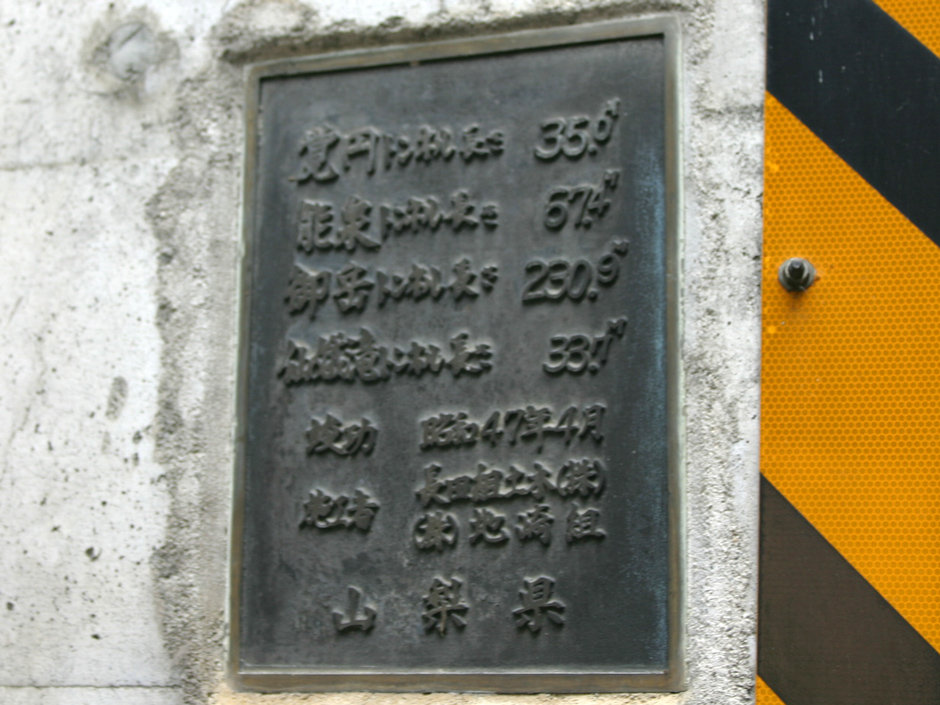 覚円トンネル長さ 35.0M
能泉トンネル長さ 67.4M
御岳トンネル長さ 230.9M
仙娥滝トンネル長さ 33.7M
竣功 昭和47年4月
施工者 長田組土木(株)
(株)地崎組
山梨県